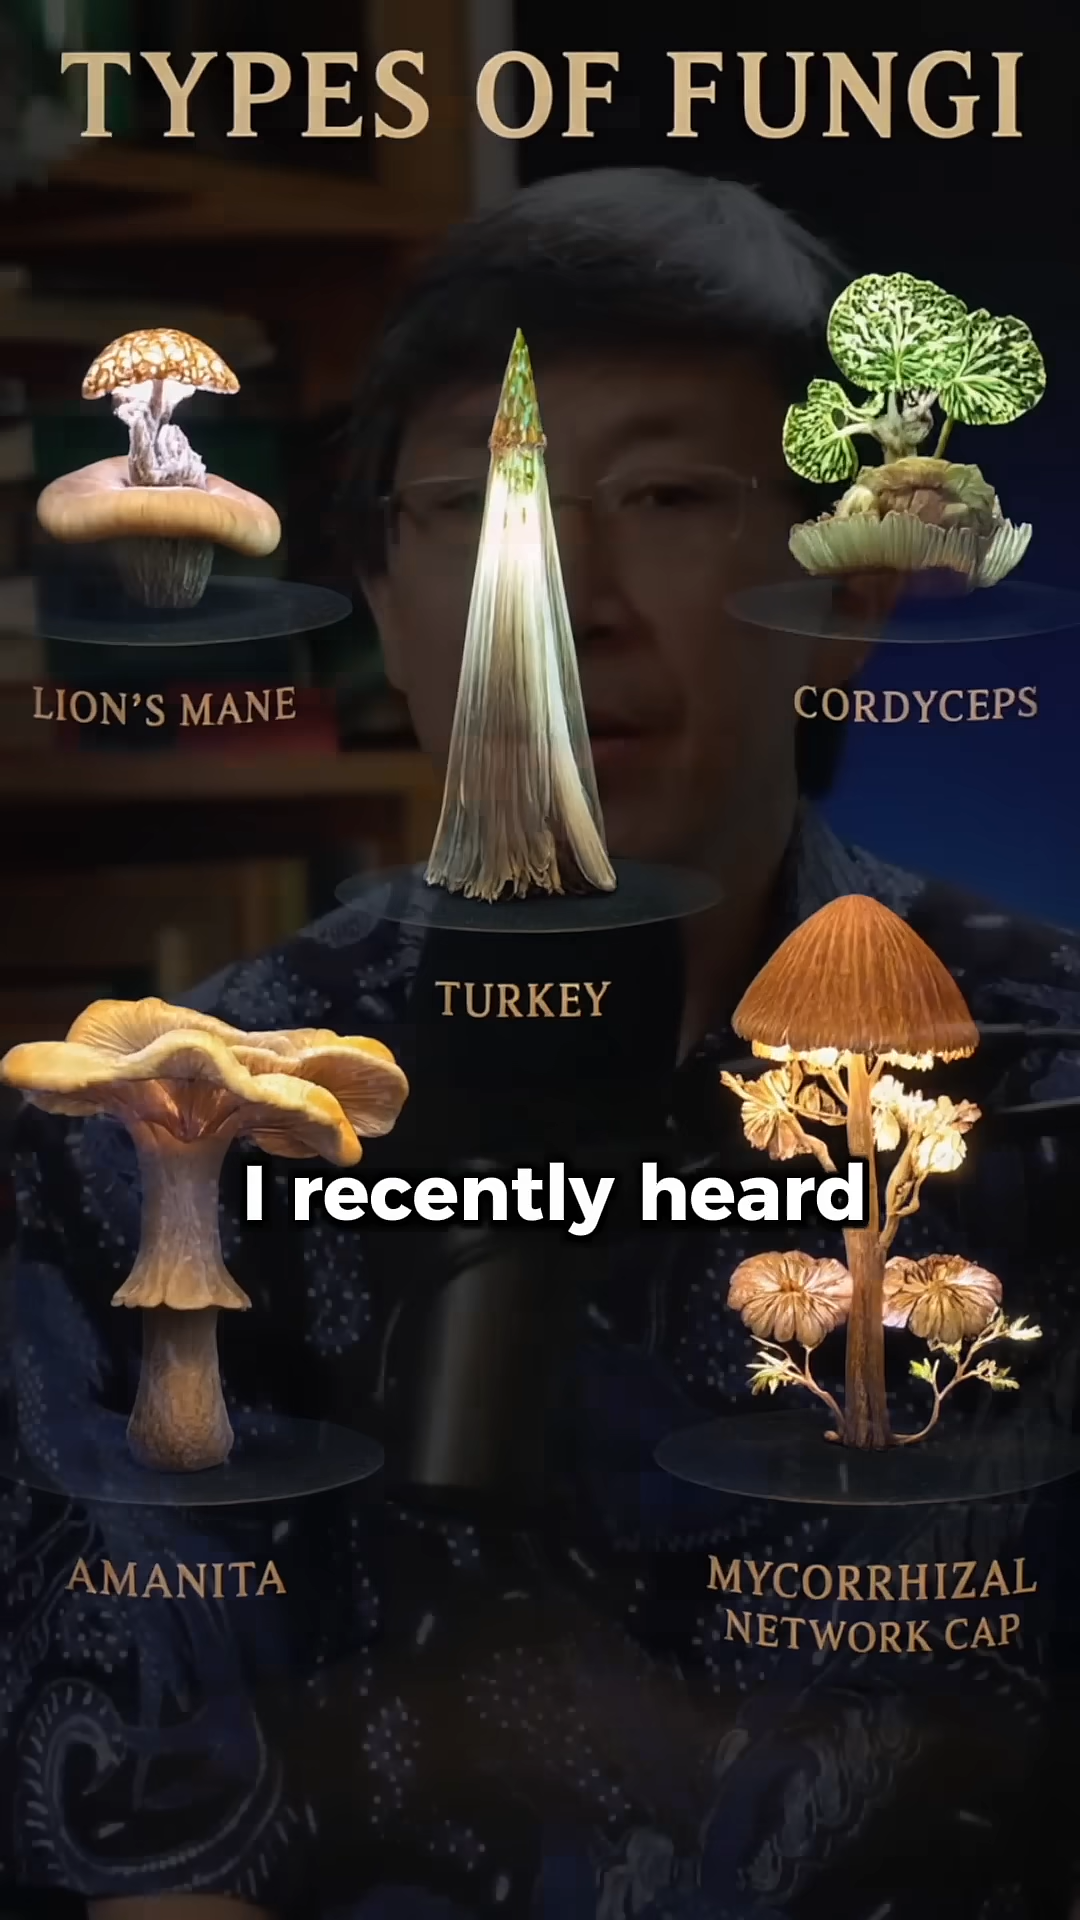 TYPES OF FUNGI
LION'S MANE
CORDYCEPS
TURKEY
I recently heard
AMANITA
MYCORRHIZAL
NETWORK CAP